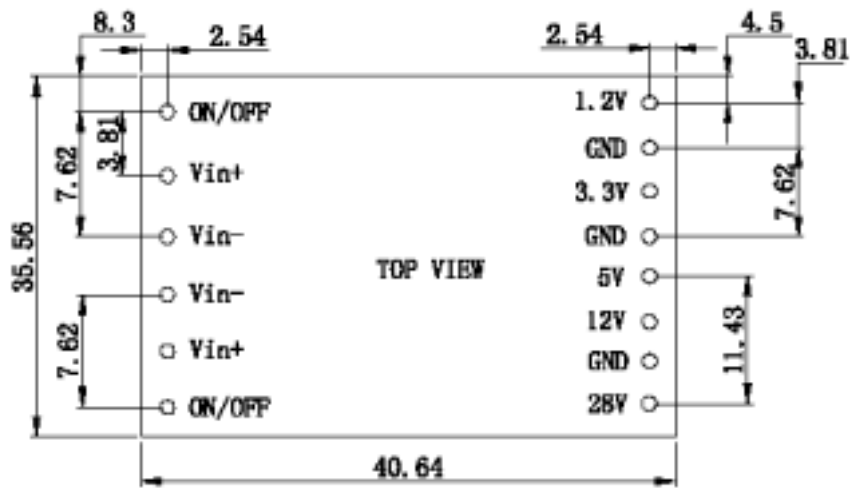 8.3
2.54
2.54
4.5
3.81
ON/OFF
1.2V
3.81
7.62
GND
Vin+
7.62
3.3V
Vin-
GND
35.56
TOP VIEW
5V
Vin-
12V
11.43
7.62
Vin+
GND
ON/OFF
28V
40.64